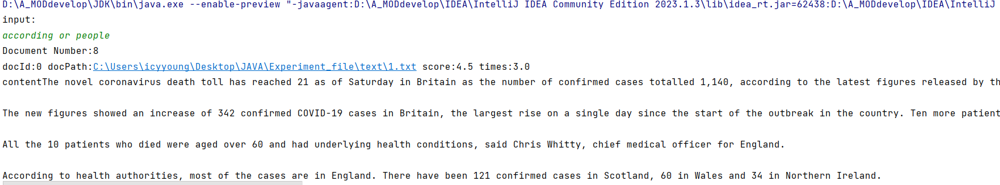 D:\A_MODdevelop\JDK\bin\java.exe --enable-preview "-javaagent:D:\A_MODdevelop\IDEA\IntelliJ IDEA Community Edition 2023.1.3\lib\idea_rt.jar=62438:D:\A_MODdevelop\IDEA\IntelliJ
input:
according or people
Document Number:8
docId:0 docPath:C:\Users\icyyoung\Desktop\JAVA\Experiment_file\text\1.txt score:4.5 times:3.0
contentThe novel coronavirus death toll has reached 21 as of Saturday in Britain as the number of confirmed cases totalled 1,140, according to the latest figures released by th
The new figures showed an increase of 342 confirmed COVID-19 cases in Britain, the largest rise on a single day since the start of the outbreak in the country. Ten more patient
All the 10 patients who died were aged over 60 and had underlying health conditions, said Chris Whitty, chief medical officer for England.
According to health authorities, most of the cases are in England. There have been 121 confirmed cases in Scotland, 60 in Wales and 34 in Northern Ireland.